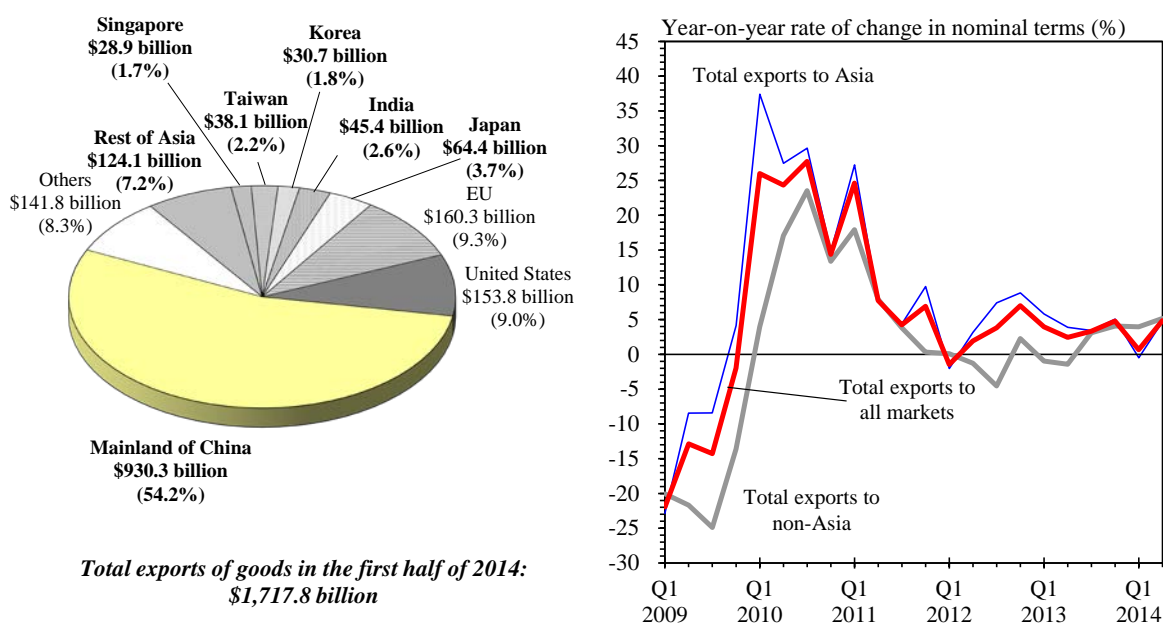 Singapore
$28.9 billion
(1.7%)
Korea
$30.7 billion
(1.8%)
Taiwan
$38.1 billion
(2.2%)
India
$45.4 billion
(2.6%)
Japan
$64.4 billion
(3.7%)
Rest of Asia
$124.1 billion
(7.2%)
Others
$141.8 billion
(8.3%)
EU
$160.3 billion
(9.3%)
United States
$153.8 billion
(9.0%)
Mainland of China
$930.3 billion
(54.2%)
Total exports of goods in the first half of 2014:
$1,717.8 billion
Year-on-year rate of change in nominal terms (%)
45
40
35
30
25
20
15
10
5
0
-5
-10
-15
-20
-25
-30
Total exports to Asia
Total exports to
all markets
Total exports to
non-Asia
Q1 Q1 Q1 Q1 Q1 Q1
2009 2010 2011 2012 2013 2014